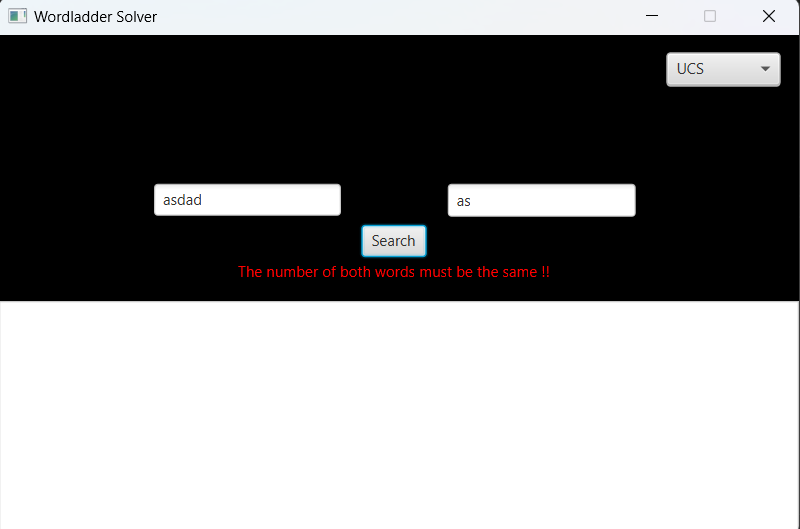 Wordladder Solver
UCS
asdad
as
Search
The number of both words must be the same !!